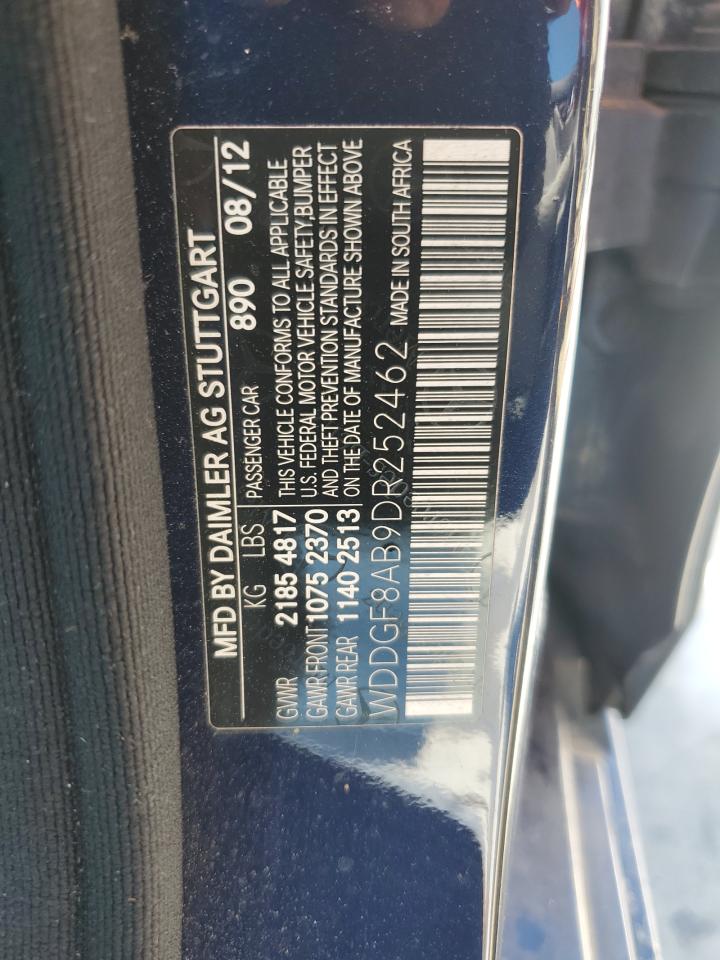 MFD BY DAIMLER AG STUTTGART
KG LBS 890 08/12
PASSENGER CAR
GVWR 2185 4817 THIS VEHICLE CONFORMS TO ALL APPLICABLE
GAWR FRONT 1075 2370 U.S. FEDERAL MOTOR VEHICLE SAFETY,BUMPER
AND THEFT PREVENTION STANDARDS IN EFFECT
GAWR REAR 1140 2513 ON THE DATE OF MANUFACTURE SHOWN ABOVE
WDDGF8AB9DR252462 MADE IN SOUTH AFRICA